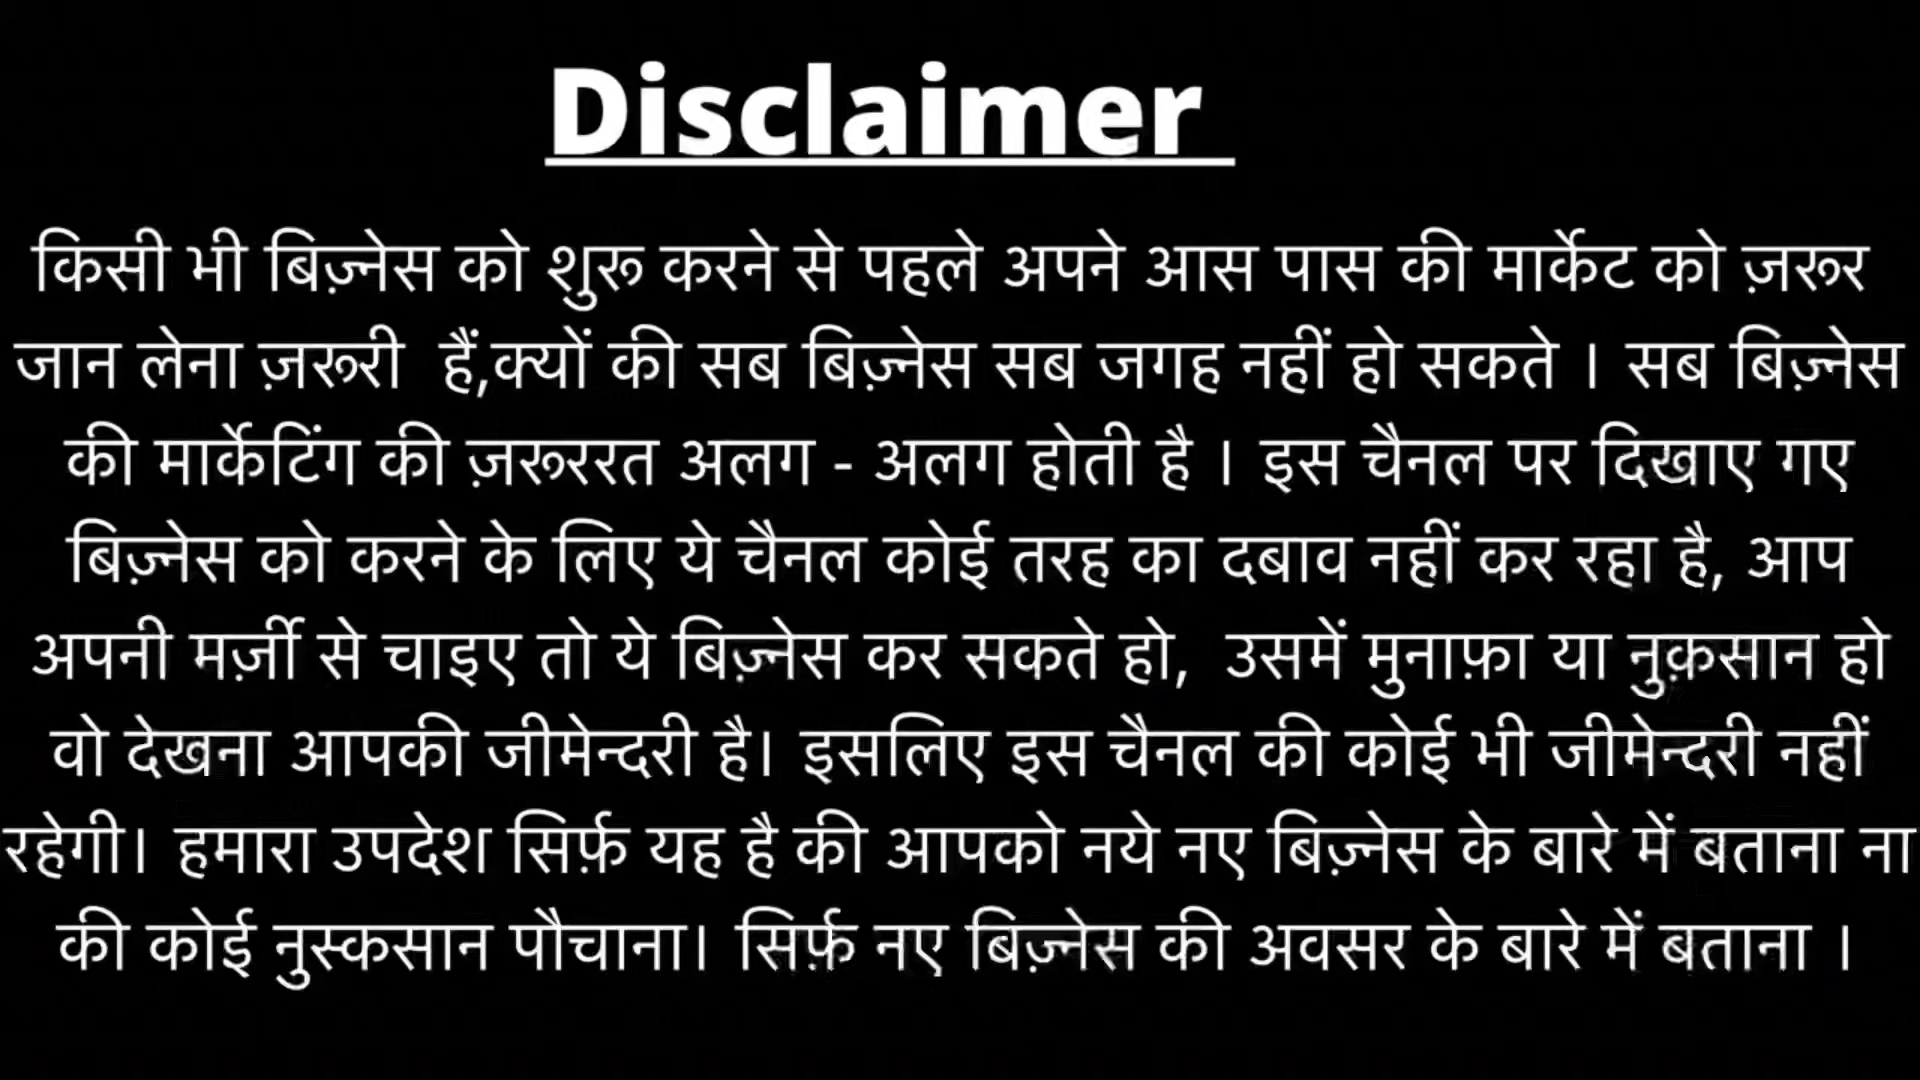 Disclaimer
किसी भी बिज़्नेस को शुरू करने से पहले अपने आस पास की मार्केट को ज़रूर
जान लेना ज़रूरी हैं,क्यों की सब बिज़्नेस सब जगह नहीं हो सकते । सब बिज़्नेस
की मार्केटिंग की ज़रूररत अलग - अलग होती है । इस चैनल पर दिखाए गए
बिज़्नेस को करने के लिए ये चैनल कोई तरह का दबाव नहीं कर रहा है, आप
अपनी मर्ज़ी से चाइए तो ये बिज़्नेस कर सकते हो, उसमें मुनाफ़ा या नुक़सान हो
वो देखना आपकी जीमेन्दरी है। इसलिए इस चैनल की कोई भी जीमेन्दरी नहीं
रहेगी। हमारा उपदेश सिर्फ़ यह है की आपको नये नए बिज़्नेस के बारे में बताना ना
की कोई नुस्कसान पौचाना। सिर्फ़ नए बिज़्नेस की अवसर के बारे में बताना ।